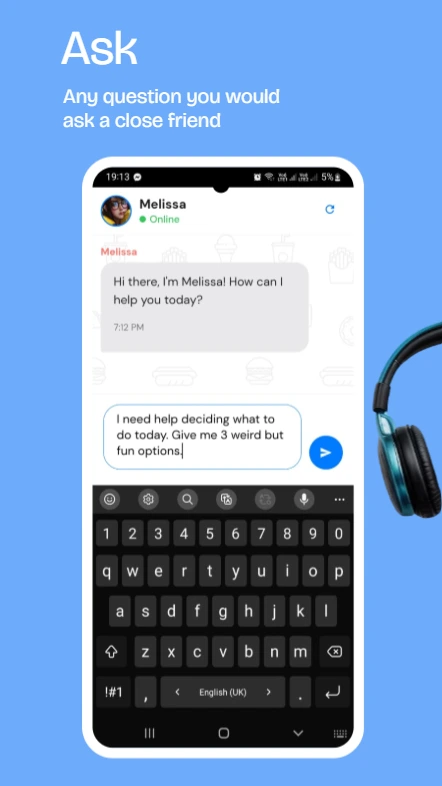 Ask
Any question you would
ask a close friend
19:13 5%
Melissa
Online
Melissa
Hi there, I'm Melissa! How can I
help you today?
7:12 PM
I need help deciding what to
do today. Give me 3 weird but
fun options.
1 2 3 4 5 6 7 8 9 0
q w e r t y u i o p
a s d f g h j k l
z x c v b n m
!#1 , < English (UK) > .